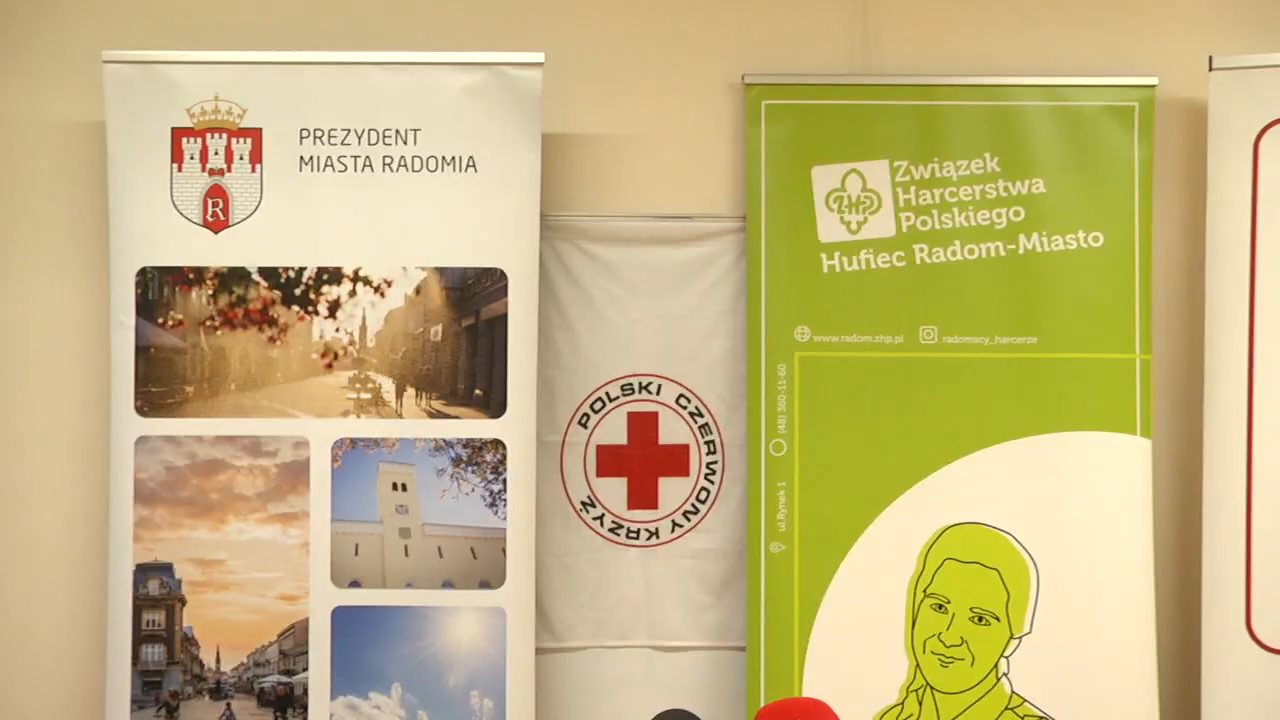 PREZYDENT
MIASTA RADOMIA
R
POLSKI CZERWONY KRZYŻ
ZHP
Związek
Harcerstwa
Polskiego
Hufiec Radom-Miasto
www.radom.zhp.pl
radomscy_harcerze
(48) 360-11-60
ul.Rynek 1